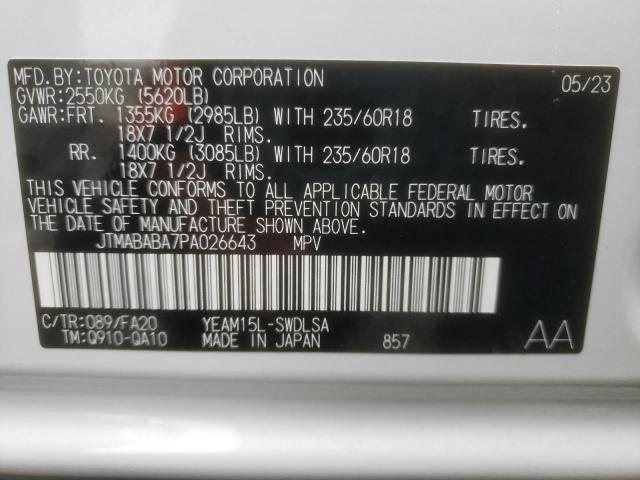 MFD.BY:TOYOTA MOTOR CORPORATION 05/23
GVWR:2550KG (5620LB)
GAWR:FRT. 1355KG (2985LB) WITH 235/60R18 TIRES.
18X7 1/2J RIMS.
RR. 1400KG (3085LB) WITH 235/60R18 TIRES.
18X7 1/2J RIMS.
THIS VEHICLE CONFORMS TO ALL APPLICABLE FEDERAL MOTOR
VEHICLE SAFETY AND THEFT PREVENTION STANDARDS IN EFFECT ON
THE DATE OF MANUFACTURE SHOWN ABOVE.
JTMABABA7PA026643 MPV
C/TR:089/FA20 YEAM15L-SWDLSA
TM:Q910-QA10 MADE IN JAPAN 857 AA